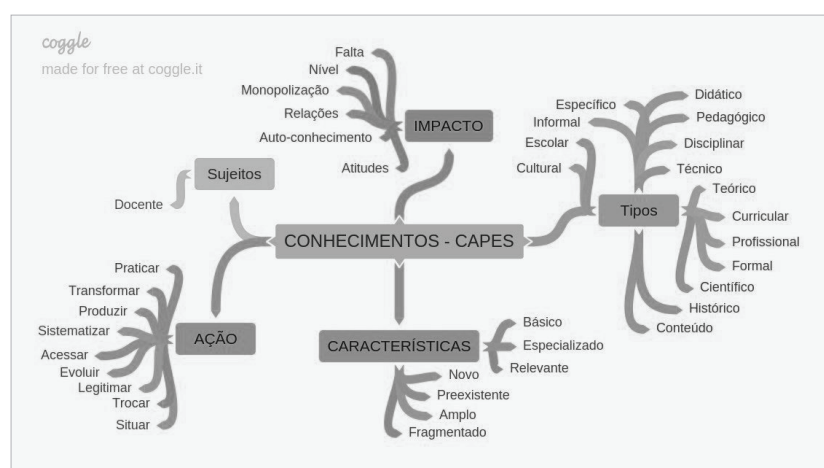 coggle
made for free at coggle.it
CONHECIMENTOS - CAPES
IMPACTO
Falta
Nível
Monopolização
Relações
Auto-conhecimento
Atitudes
Sujeitos
Docente
AÇÃO
Praticar
Transformar
Produzir
Sistematizar
Acessar
Evoluir
Legitimar
Trocar
Situar
CARACTERÍSTICAS
Básico
Especializado
Relevante
Novo
Preexistente
Amplo
Fragmentado
Tipos
Específico
Informal
Escolar
Cultural
Didático
Pedagógico
Disciplinar
Técnico
Teórico
Curricular
Profissional
Formal
Científico
Histórico
Conteúdo